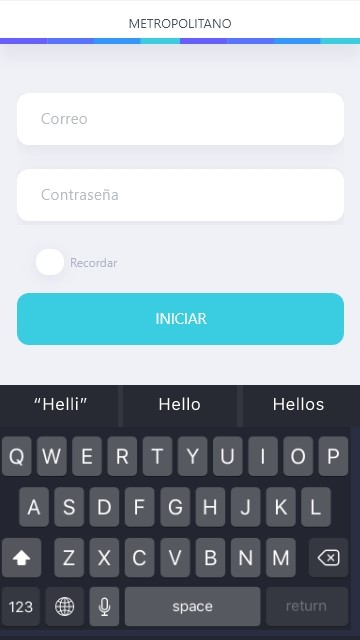 METROPOLITANO
Correo
Contraseña
Recordar
INICIAR
“Helli” Hello Hellos
Q W E R T Y U I O P
A S D F G H J K L
Z X C V B N M
123 space return